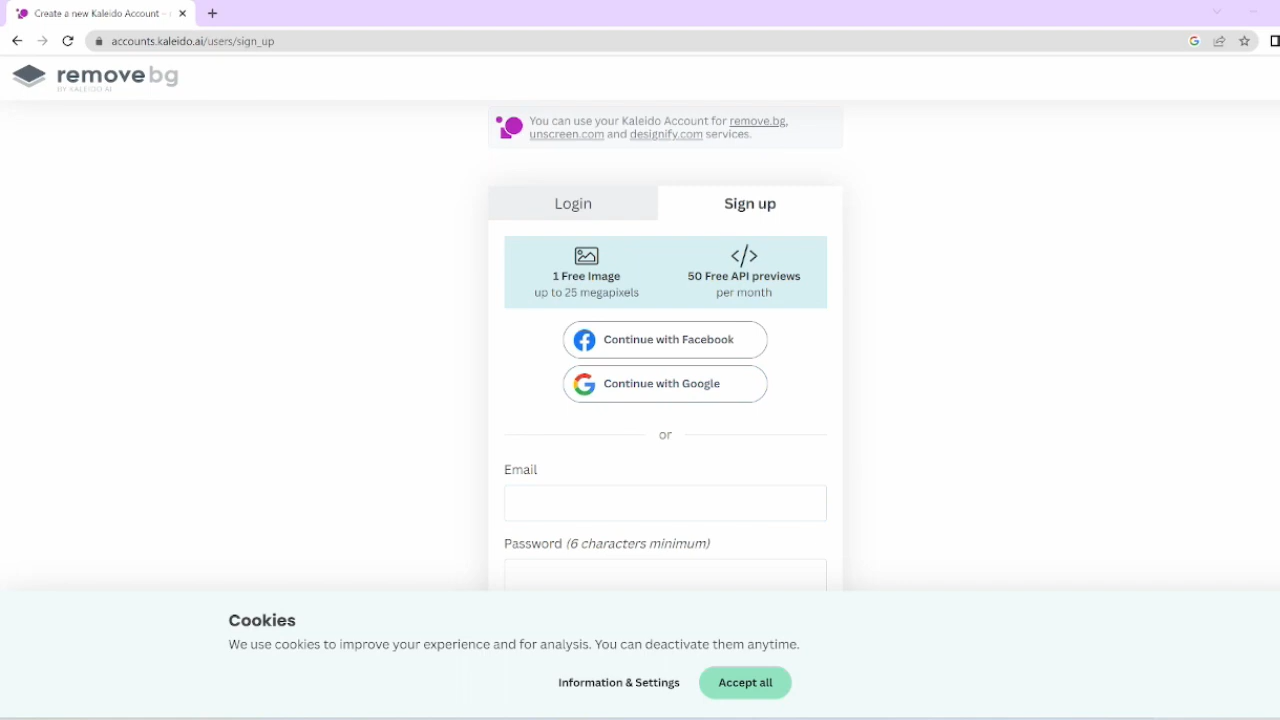 Create a new Kaleido Account –
accounts.kaleido.ai/users/sign_up
removebg
BY KALEIDO AI
You can use your Kaleido Account for remove.bg,
unscreen.com and designify.com services.
Login
Sign up
1 Free Image
up to 25 megapixels
50 Free API previews
per month
Continue with Facebook
Continue with Google
or
Email
Password (6 characters minimum)
Cookies
We use cookies to improve your experience and for analysis. You can deactivate them anytime.
Information & Settings
Accept all